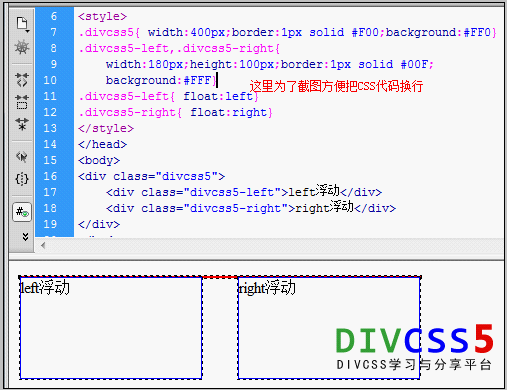 6 <style>
7 .divcss5{ width:400px;border:1px solid #F00;background:#FF0}
8 .divcss5-left,.divcss5-right{
9 width:180px;height:100px;border:1px solid #00F;
10 background:#FFF}
这里为了截图方便把CSS代码换行
11 .divcss5-left{ float:left}
12 .divcss5-right{ float:right}
13 </style>
14 </head>
15 <body>
16 <div class="divcss5">
17 <div class="divcss5-left">left浮动</div>
18 <div class="divcss5-right">right浮动</div>
19 </div>
left浮动
right浮动
DIVCSS5
DIVCSS学习与分享平台